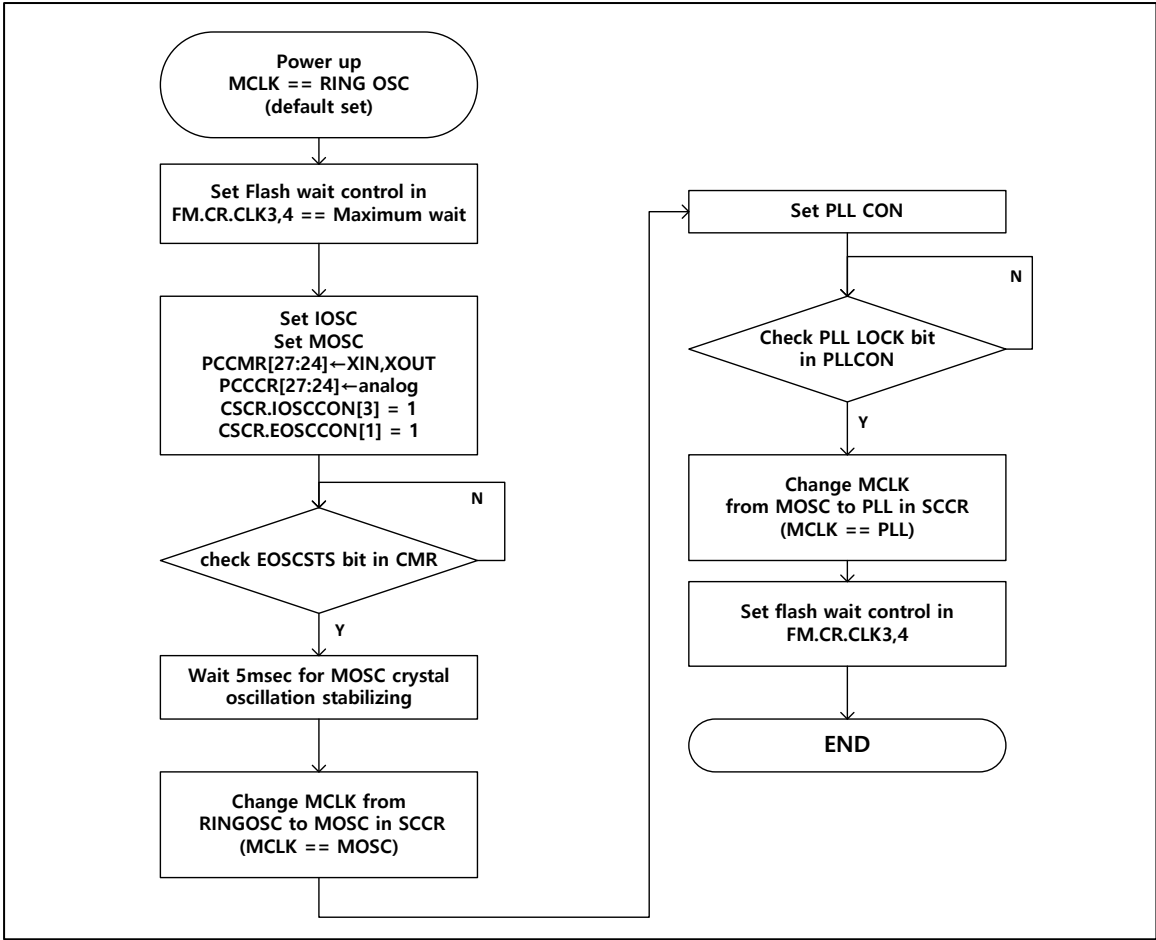 Power up
MCLK == RING OSC
(default set)
Set Flash wait control in
FM.CR.CLK3,4 == Maximum wait
Set IOSC
Set MOSC
PCCMR[27:24]←XIN,XOUT
PCCCR[27:24]←analog
CSCR.IOSCCON[3] = 1
CSCR.EOSCCON[1] = 1
N
check EOSCSTS bit in CMR
Y
Wait 5msec for MOSC crystal
oscillation stabilizing
Change MCLK from
RINGOSC to MOSC in SCCR
(MCLK == MOSC)
Set PLL CON
N
Check PLL LOCK bit
in PLLCON
Y
Change MCLK
from MOSC to PLL in SCCR
(MCLK == PLL)
Set flash wait control in
FM.CR.CLK3,4
END